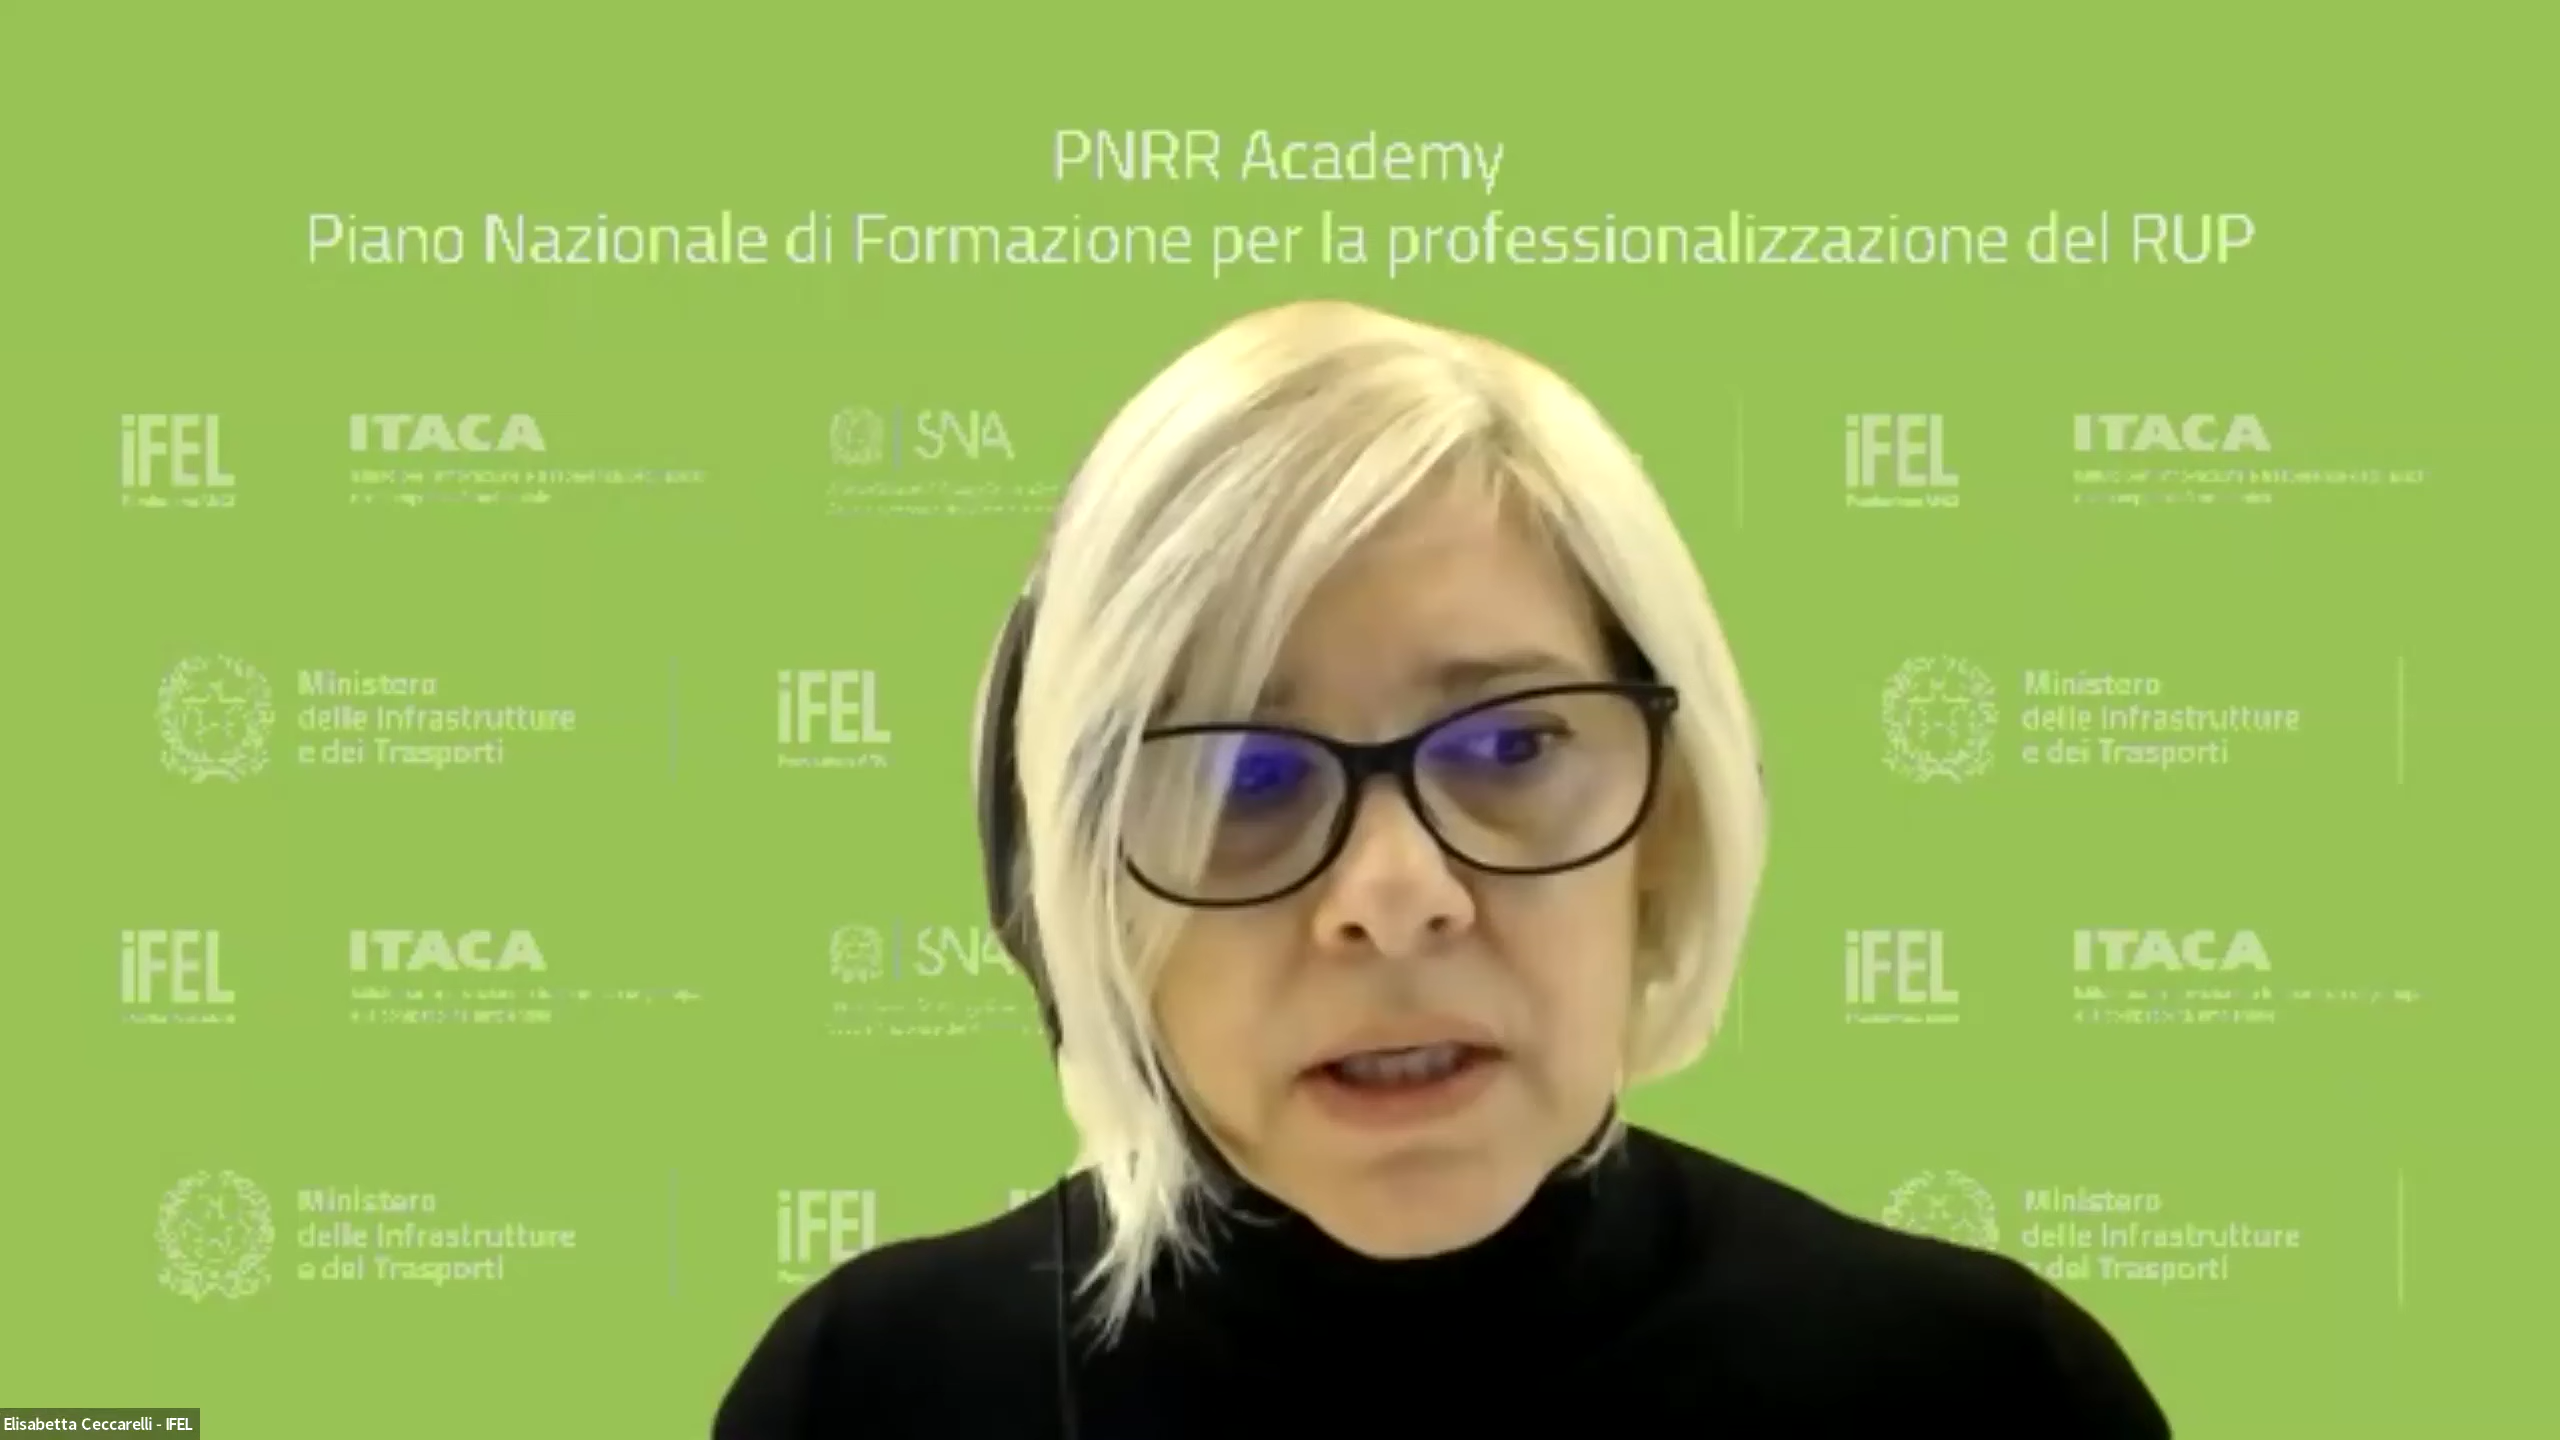 PNRR Academy
Piano Nazionale di Formazione per la professionalizzazione del RUP
iFEL
ITACA
SNA
iFEL
ITACA
Ministero
delle Infrastrutture
e dei Trasporti
iFEL
Ministero
delle Infrastrutture
e dei Trasporti
iFEL
ITACA
SNA
iFEL
ITACA
Ministero
delle Infrastrutture
e dei Trasporti
iFEL
Ministero
delle Infrastrutture
dei Trasporti
Elisabetta Ceccarelli - IFEL